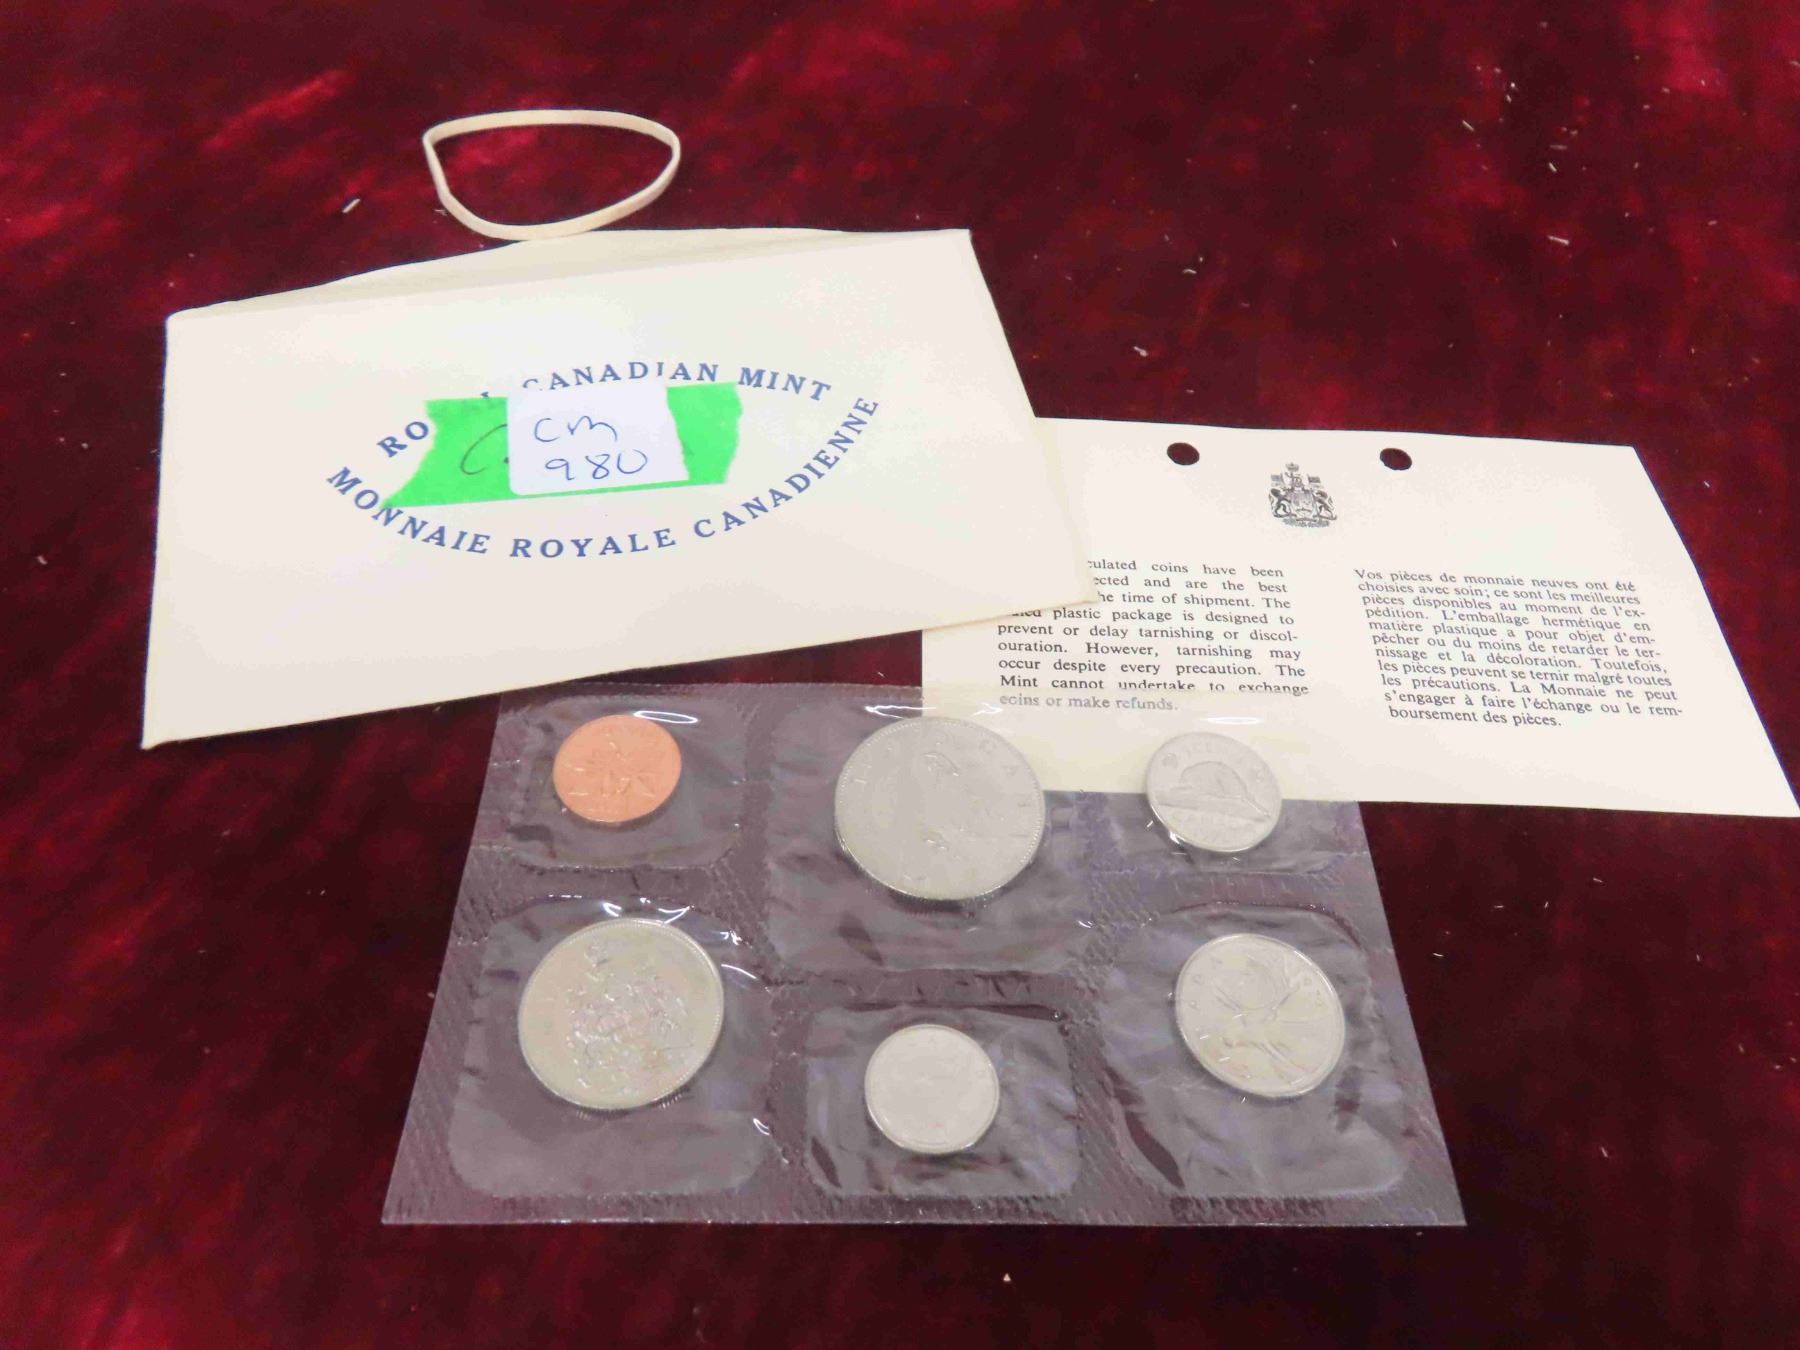 CANADIAN MINT
MONNAIE ROYALE CANADIENNE
cm
980
have been
and are the best
time of shipment. The
plastic package is designed to
prevent or delay tarnishing or discol-
ouration. However, tarnishing may
occur despite every precaution. The
Mint cannot undertake to exchange
coins or make refunds.
Vos pièces de monnaie neuves ont été
choisies avec soin; ce sont les meilleures
pièces disponibles au moment de l'ex-
pédition. L'emballage hermétique en
matière plastique a pour objet d'em-
pêcher ou du moins de retarder le ter-
nissage et la décoloration. Toutefois,
les pièces peuvent se ternir malgré toutes
les précautions. La Monnaie ne peut
s'engager à faire l'échange ou le rem-
boursement des pièces.